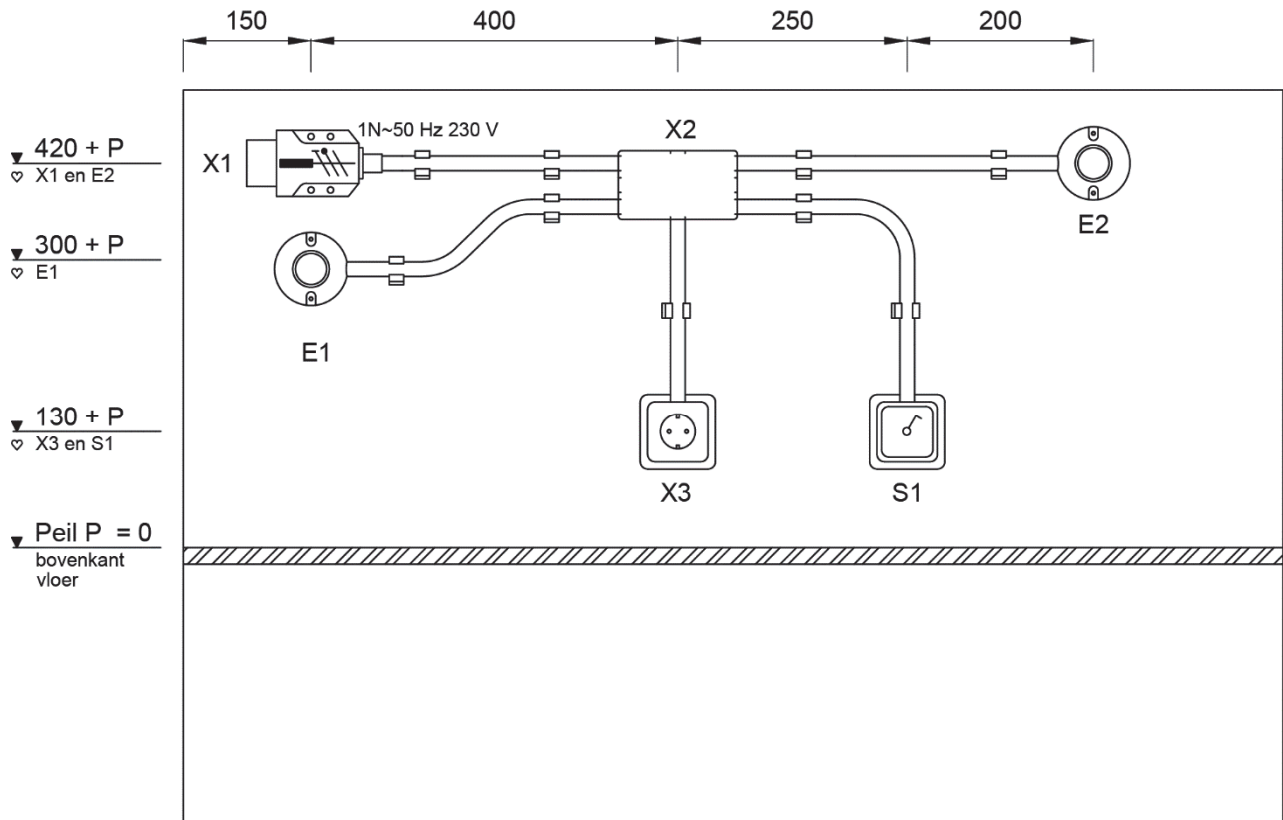 150
400
250
200
420 + P
X1 en E2
X1
1N~50 Hz 230 V
X2
E2
300 + P
E1
E1
130 + P
X3 en S1
X3
S1
Peil P = 0
bovenkant
vloer